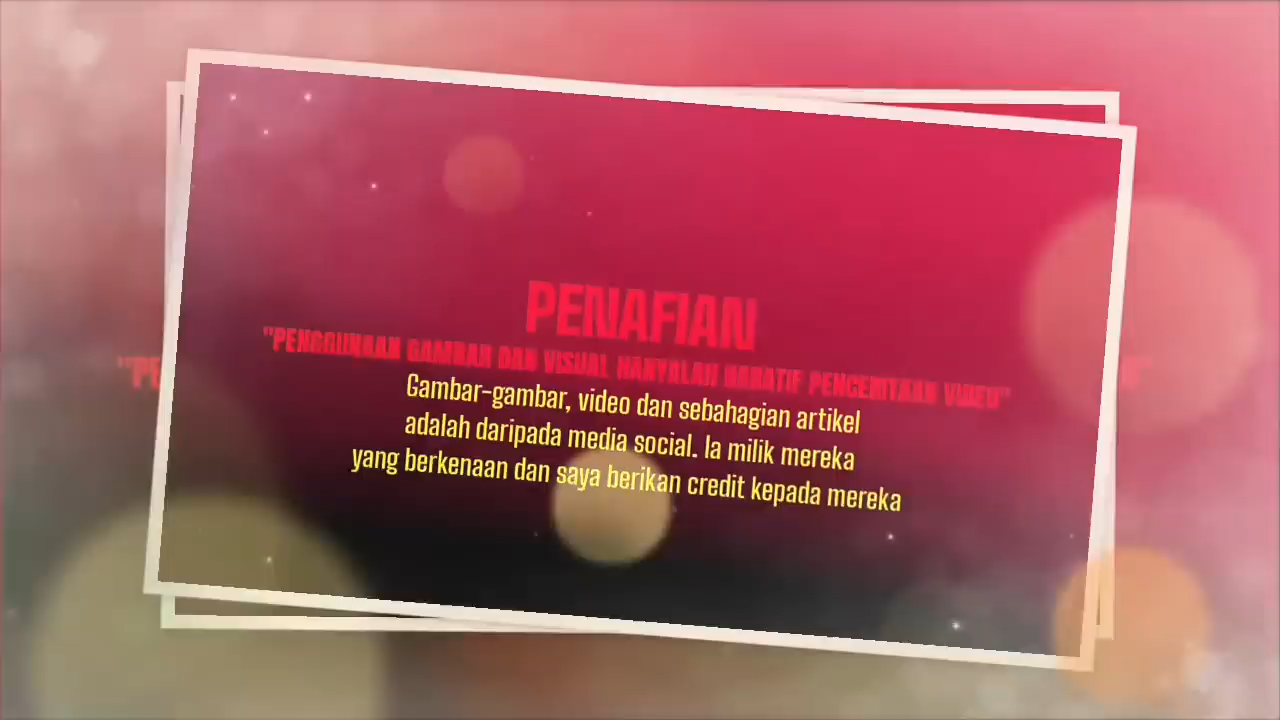 PENAFIAN
"PENGGUNAAN GAMBAR DAN VISUAL HANYALAH NARATIF PENCERITAAN VIDEO"
Gambar-gambar, video dan sebahagian artikel
adalah daripada media social. Ia milik mereka
yang berkenaan dan saya berikan credit kepada mereka